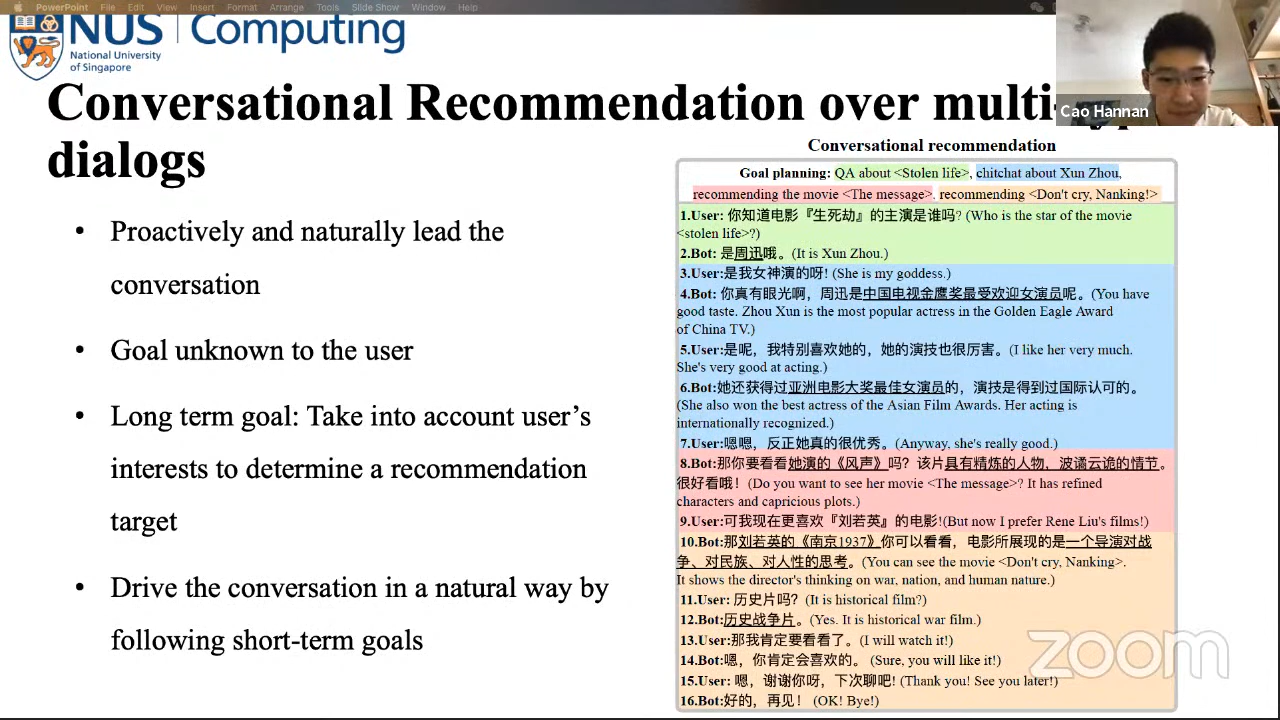 PowerPoint File Edit View Insert Format Arrange Tools Slide Show Window Help
NUS Computing
National University
of Singapore
Cao Hannan
Conversational Recommendation over multi-
dialogs
• Proactively and naturally lead the
conversation
• Goal unknown to the user
• Long term goal: Take into account user’s
interests to determine a recommendation
target
• Drive the conversation in a natural way by
following short-term goals
Conversational recommendation
Goal planning: QA about <Stolen life>, chitchat about Xun Zhou,
recommending the movie <The message>, recommending <Don't cry, Nanking!>
1.User: 你知道电影『生死劫』的主演是谁吗? (Who is the star of the movie
<stolen life>?)
2.Bot: 是周迅哦。(It is Xun Zhou.)
3.User:是我女神演的呀! (She is my goddess.)
4.Bot: 你真有眼光啊，周迅是中国电视金鹰奖最受欢迎女演员呢。(You have
good taste. Zhou Xun is the most popular actress in the Golden Eagle Award
of China TV.)
5.User:是呢，我特别喜欢她的，她的演技也很厉害。(I like her very much.
She's very good at acting.)
6.Bot:她还获得过亚洲电影大奖最佳女演员的，演技是得到过国际认可的。
(She also won the best actress of the Asian Film Awards. Her acting is
internationally recognized.)
7.User:嗯嗯，反正她真的很优秀。(Anyway, she's really good.)
8.Bot:那你要看看她演的《风声》吗？该片具有精炼的人物，波谲云诡的情节。
很好看哦！(Do you want to see her movie <The message>? It has refined
characters and capricious plots.)
9.User:可我现在更喜欢『刘若英』的电影!(But now I prefer Rene Liu's films!)
10.Bot:那刘若英的《南京1937》你可以看看，电影所展现的是一个导演对战
争、对民族、对人性的思考。(You can see the movie <Don't cry, Nanking>.
It shows the director's thinking on war, nation, and human nature.)
11.User: 历史片吗？(It is historical film?)
12.Bot:历史战争片。(Yes. It is historical war film.)
13.User:那我肯定要看看了。(I will watch it!)
14.Bot:嗯，你肯定会喜欢的。(Sure, you will like it!)
15.User: 嗯，谢谢你呀，下次聊吧! (Thank you! See you later!)
16.Bot:好的，再见！(OK! Bye!)
zoom